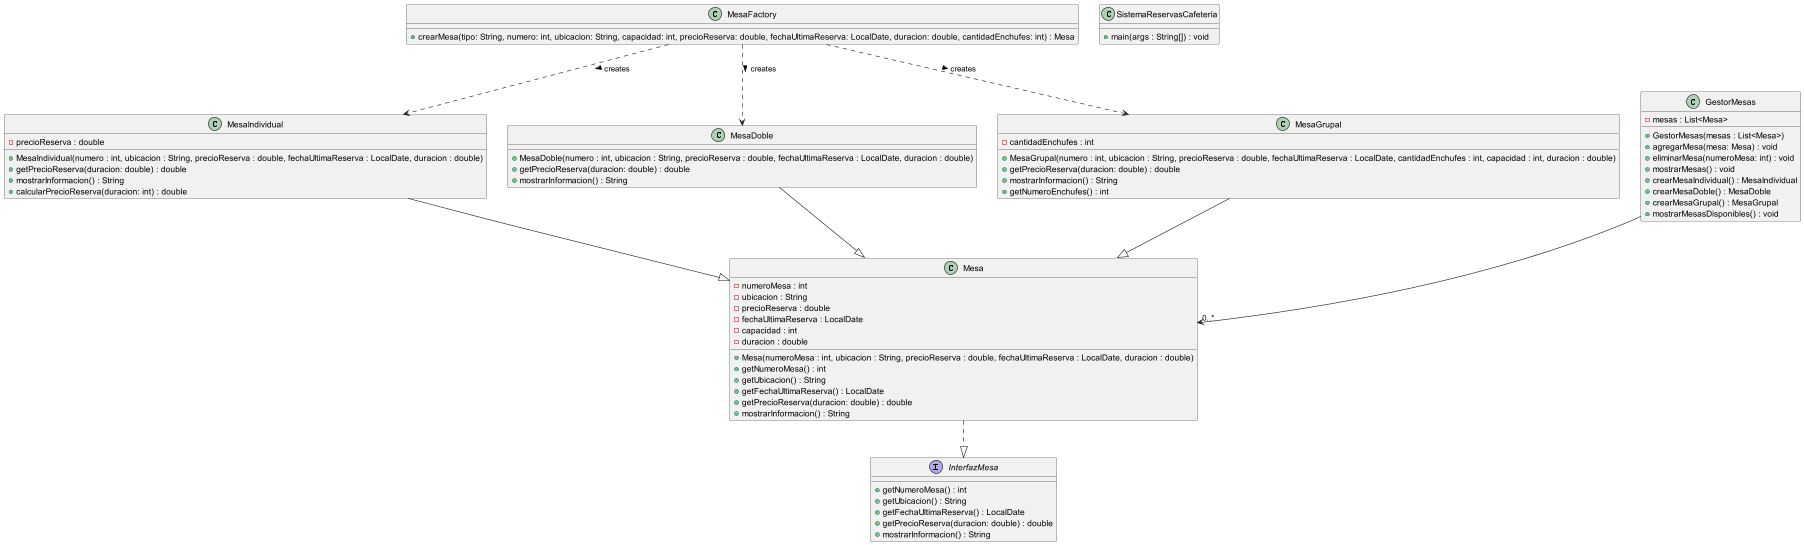 C MesaFactory
crearMesa(tipo: String, numero: int, ubicacion: String, capacidad: int, precioReserva: double, fechaUltimaReserva: LocalDate, duracion: double, cantidadEnchufes: int) : Mesa
C SistemaReservasCafeteria
main(args : String[]) : void
creates
creates
creates
C MesaIndividual
precioReserva : double
MesaIndividual(numero : int, ubicacion : String, precioReserva : double, fechaUltimaReserva : LocalDate, duracion : double)
getPrecioReserva(duracion: double) : double
mostrarInformacion() : String
calcularPrecioReserva(duracion: int) : double
C MesaDoble
MesaDoble(numero : int, ubicacion : String, precioReserva : double, fechaUltimaReserva : LocalDate, duracion : double)
getPrecioReserva(duracion: double) : double
mostrarInformacion() : String
C MesaGrupal
cantidadEnchufes : int
MesaGrupal(numero : int, ubicacion : String, precioReserva : double, fechaUltimaReserva : LocalDate, cantidadEnchufes : int, capacidad : int, duracion : double)
getPrecioReserva(duracion: double) : double
mostrarInformacion() : String
getNumeroEnchufes() : int
C GestorMesas
mesas : List<Mesa>
GestorMesas(mesas : List<Mesa>)
agregarMesa(mesa: Mesa) : void
eliminarMesa(numeroMesa: int) : void
mostrarMesas() : void
crearMesaIndividual() : MesaIndividual
crearMesaDoble() : MesaDoble
crearMesaGrupal() : MesaGrupal
mostrarMesasDisponibles() : void
C Mesa
numeroMesa : int
ubicacion : String
precioReserva : double
fechaUltimaReserva : LocalDate
capacidad : int
duracion : double
Mesa(numeroMesa : int, ubicacion : String, precioReserva : double, fechaUltimaReserva : LocalDate, duracion : double)
getNumeroMesa() : int
getUbicacion() : String
getFechaUltimaReserva() : LocalDate
getPrecioReserva(duracion: double) : double
mostrarInformacion() : String
0..*
I InterfazMesa
getNumeroMesa() : int
getUbicacion() : String
getFechaUltimaReserva() : LocalDate
getPrecioReserva(duracion: double) : double
mostrarInformacion() : String